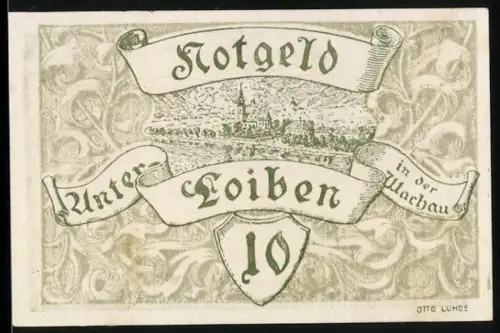 Notgeld
Unter-
Loiben
in der
Wachau
10
OTTO LUHDE